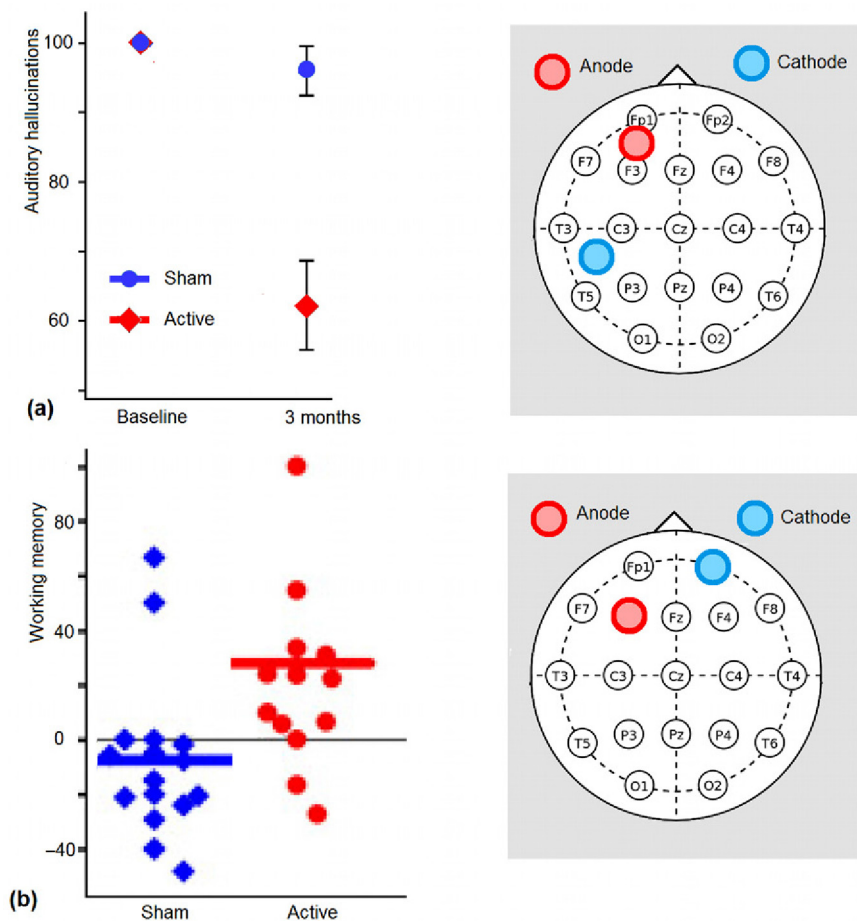 Auditory hallucinations
100
80
60
Sham
Active
Baseline
3 months
(a)
Anode
Cathode
Fp1
Fp2
F7
F3
Fz
F4
F8
T3
C3
Cz
C4
T4
T5
P3
Pz
P4
T6
O1
O2
Working memory
80
40
0
−40
Sham
Active
(b)
Anode
Cathode
Fp1
F7
Fz
F4
F8
T3
C3
Cz
C4
T4
T5
P3
Pz
P4
T6
O1
O2